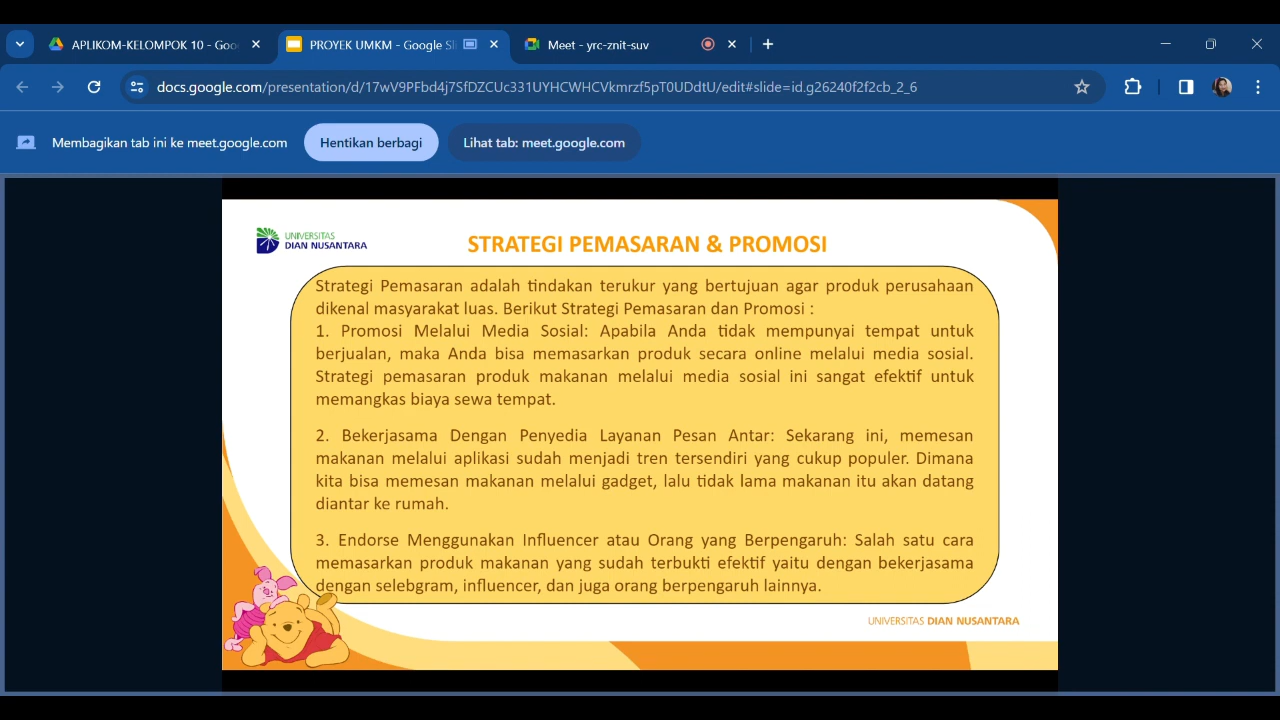 APLIKOM-KELOMPOK 10 - Goo
PROYEK UMKM - Google Sl
Meet - yrc-znit-suv
docs.google.com/presentation/d/17wV9PFbd4j7SfDZCUc331UYHCWHCVkmrzf5pT0UDdtU/edit#slide=id.g26240f2f2cb_2_6
Membagikan tab ini ke meet.google.com
Hentikan berbagi
Lihat tab: meet.google.com
UNIVERSITAS
DIAN NUSANTARA
STRATEGI PEMASARAN & PROMOSI
Strategi Pemasaran adalah tindakan terukur yang bertujuan agar produk perusahaan
dikenal masyarakat luas. Berikut Strategi Pemasaran dan Promosi :
1. Promosi Melalui Media Sosial: Apabila Anda tidak mempunyai tempat untuk
berjualan, maka Anda bisa memasarkan produk secara online melalui media sosial.
Strategi pemasaran produk makanan melalui media sosial ini sangat efektif untuk
memangkas biaya sewa tempat.
2. Bekerjasama Dengan Penyedia Layanan Pesan Antar: Sekarang ini, memesan
makanan melalui aplikasi sudah menjadi tren tersendiri yang cukup populer. Dimana
kita bisa memesan makanan melalui gadget, lalu tidak lama makanan itu akan datang
diantar ke rumah.
3. Endorse Menggunakan Influencer atau Orang yang Berpengaruh: Salah satu cara
memasarkan produk makanan yang sudah terbukti efektif yaitu dengan bekerjasama
dengan selebgram, influencer, dan juga orang berpengaruh lainnya.
UNIVERSITAS DIAN NUSANTARA